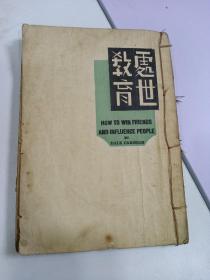 處世
教育
HOW TO WIN FRIENDS
AND INFLUENCE PEOPLE
BY
DALE CARNEGIE